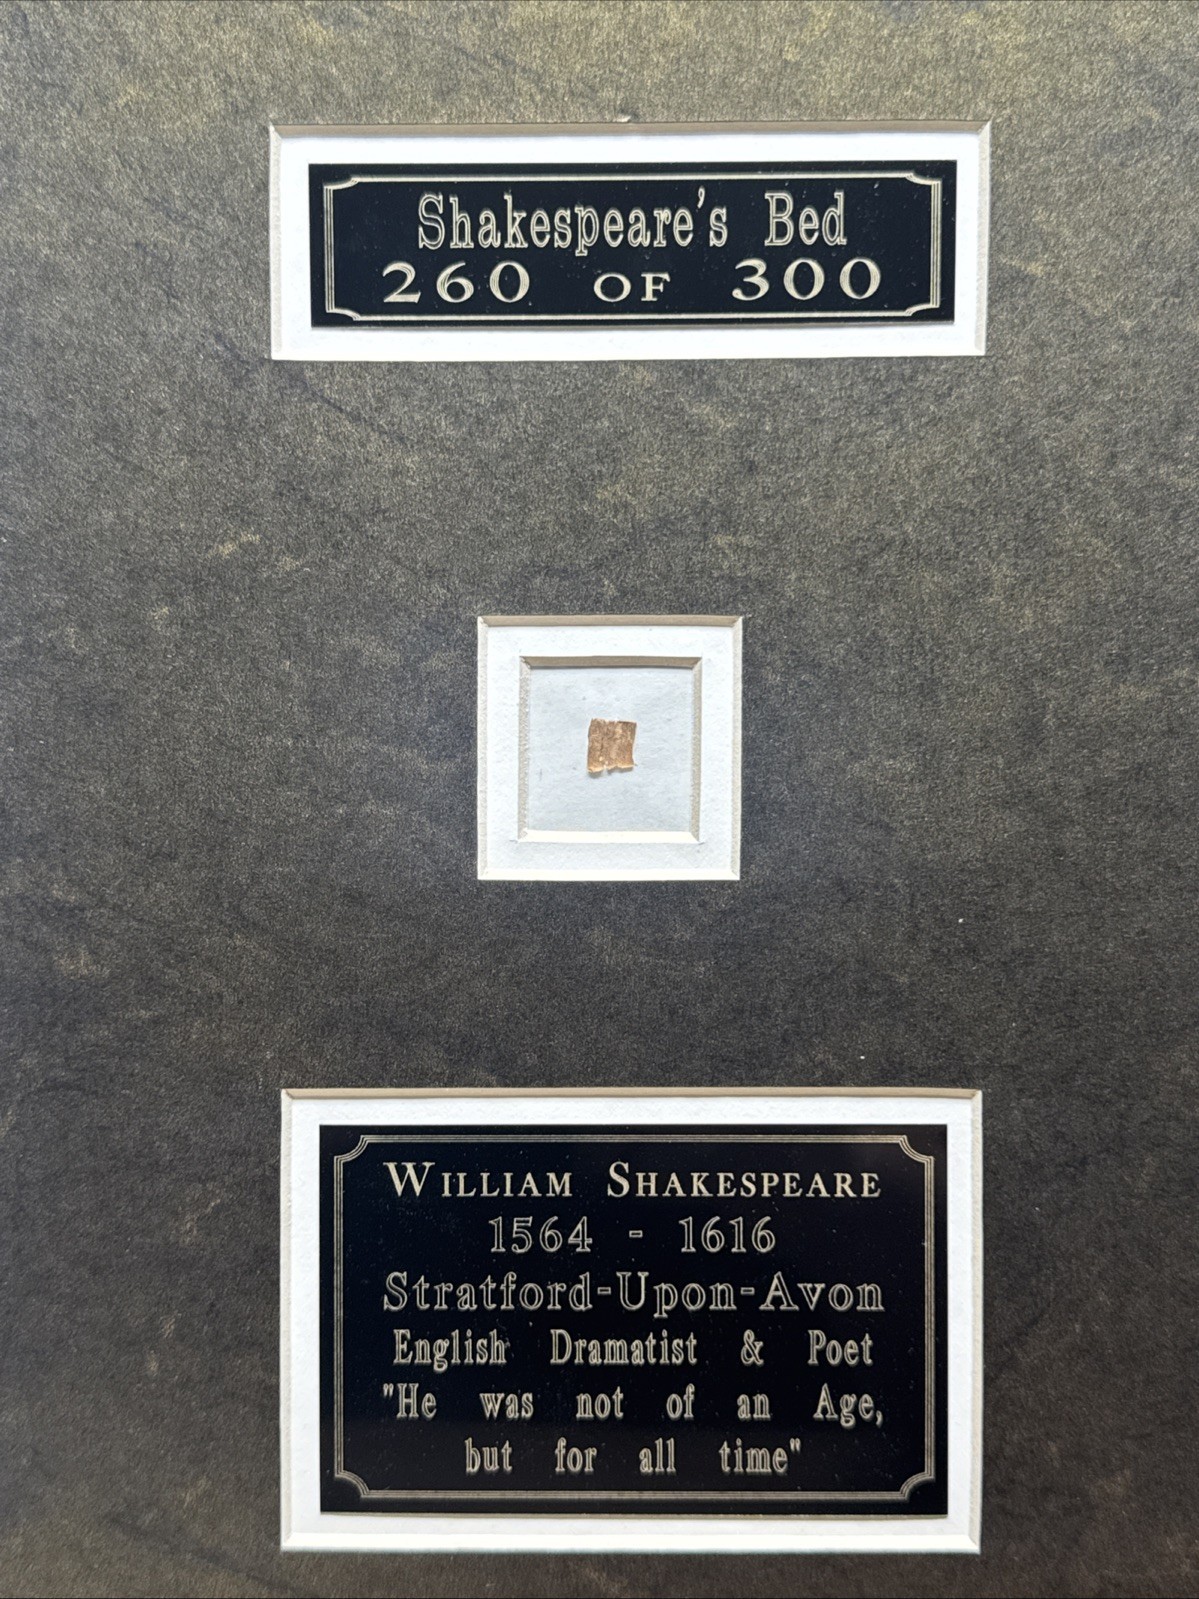 Shakespeare's Bed
260 OF 300
WILLIAM SHAKESPEARE
1564 - 1616
Stratford-Upon-Avon
English Dramatist & Poet
"He was not of an Age,
but for all time"